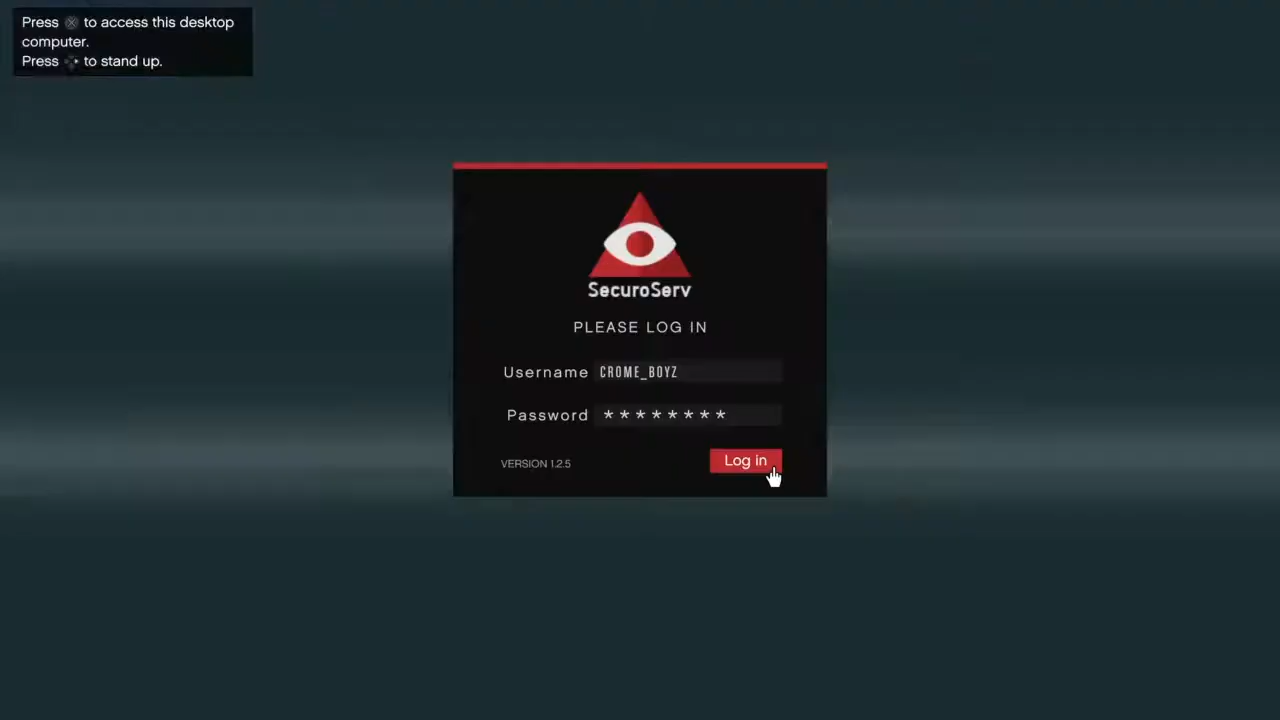 Press to access this desktop
computer.
Press to stand up.
SecuroServ
PLEASE LOG IN
Username CROME_BOYZ
Password ********
VERSION 1.2.5
Log in